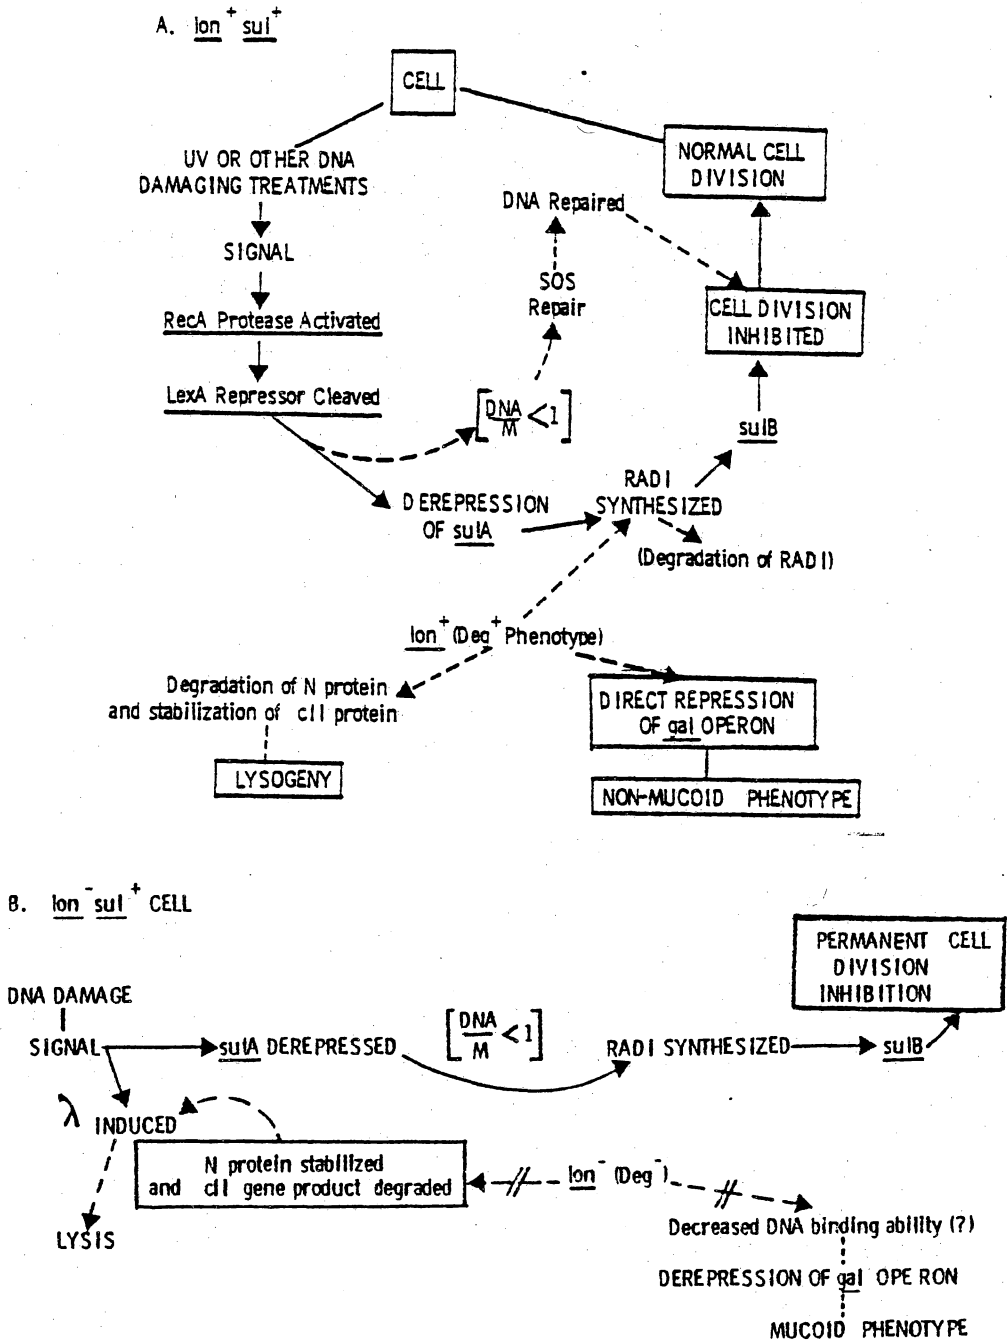 A. lon+ sul+
CELL
NORMAL CELL
DIVISION
UV OR OTHER DNA
DAMAGING TREATMENTS
SIGNAL
RecA Protease Activated
LexA Repressor Cleaved
DNA Repaired
SOS
Repair
[DNA/M <1]
CELL DIVISION
INHIBITED
sulB
DEREPRESSION
OF sulA
RADI
SYNTHESIZED
(Degradation of RADI)
lon+ (Deg+ Phenotype)
Degradation of N protein
and stabilization of cII protein
LYSOGENY
DIRECT REPRESSION
OF gal OPERON
NON-MUCOID PHENOTYPE
B. lon- sul+ CELL
PERMANENT CELL
DIVISION
INHIBITION
DNA DAMAGE
SIGNAL
sulA DEREPRESSED
[DNA/M <1]
RADI SYNTHESIZED
sulB
λ INDUCED
N protein stabilized
and cII gene product degraded
lon- (Deg-)
LYSIS
Decreased DNA binding ability (?)
DEREPRESSION OF gal OPERON
MUCOID PHENOTYPE